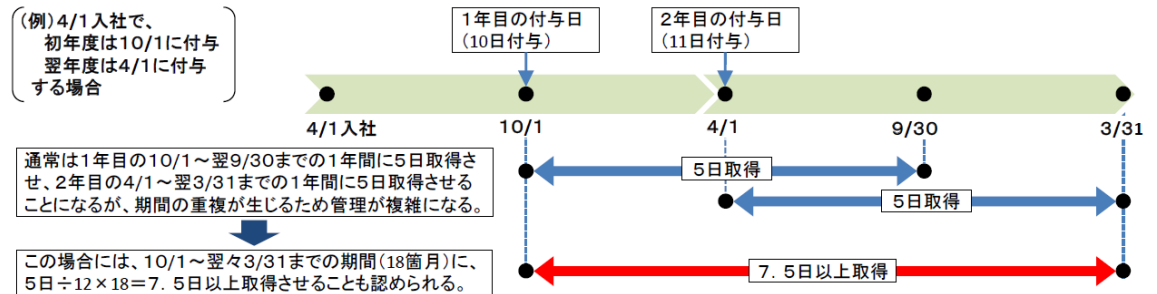 (例)4/1入社で、
初年度は10/1に付与
翌年度は4/1に付与
する場合
1年目の付与日
(10日付与)
2年目の付与日
(11日付与)
4/1入社
10/1
4/1
9/30
3/31
通常は1年目の10/1～翌9/30までの1年間に5日取得さ
せ、2年目の4/1～翌3/31までの1年間に5日取得させる
ことになるが、期間の重複が生じるため管理が複雑になる。
5日取得
5日取得
この場合には、10/1～翌々3/31までの期間(18箇月)に、
5日÷12×18＝7.5日以上取得させることも認められる。
7.5日以上取得